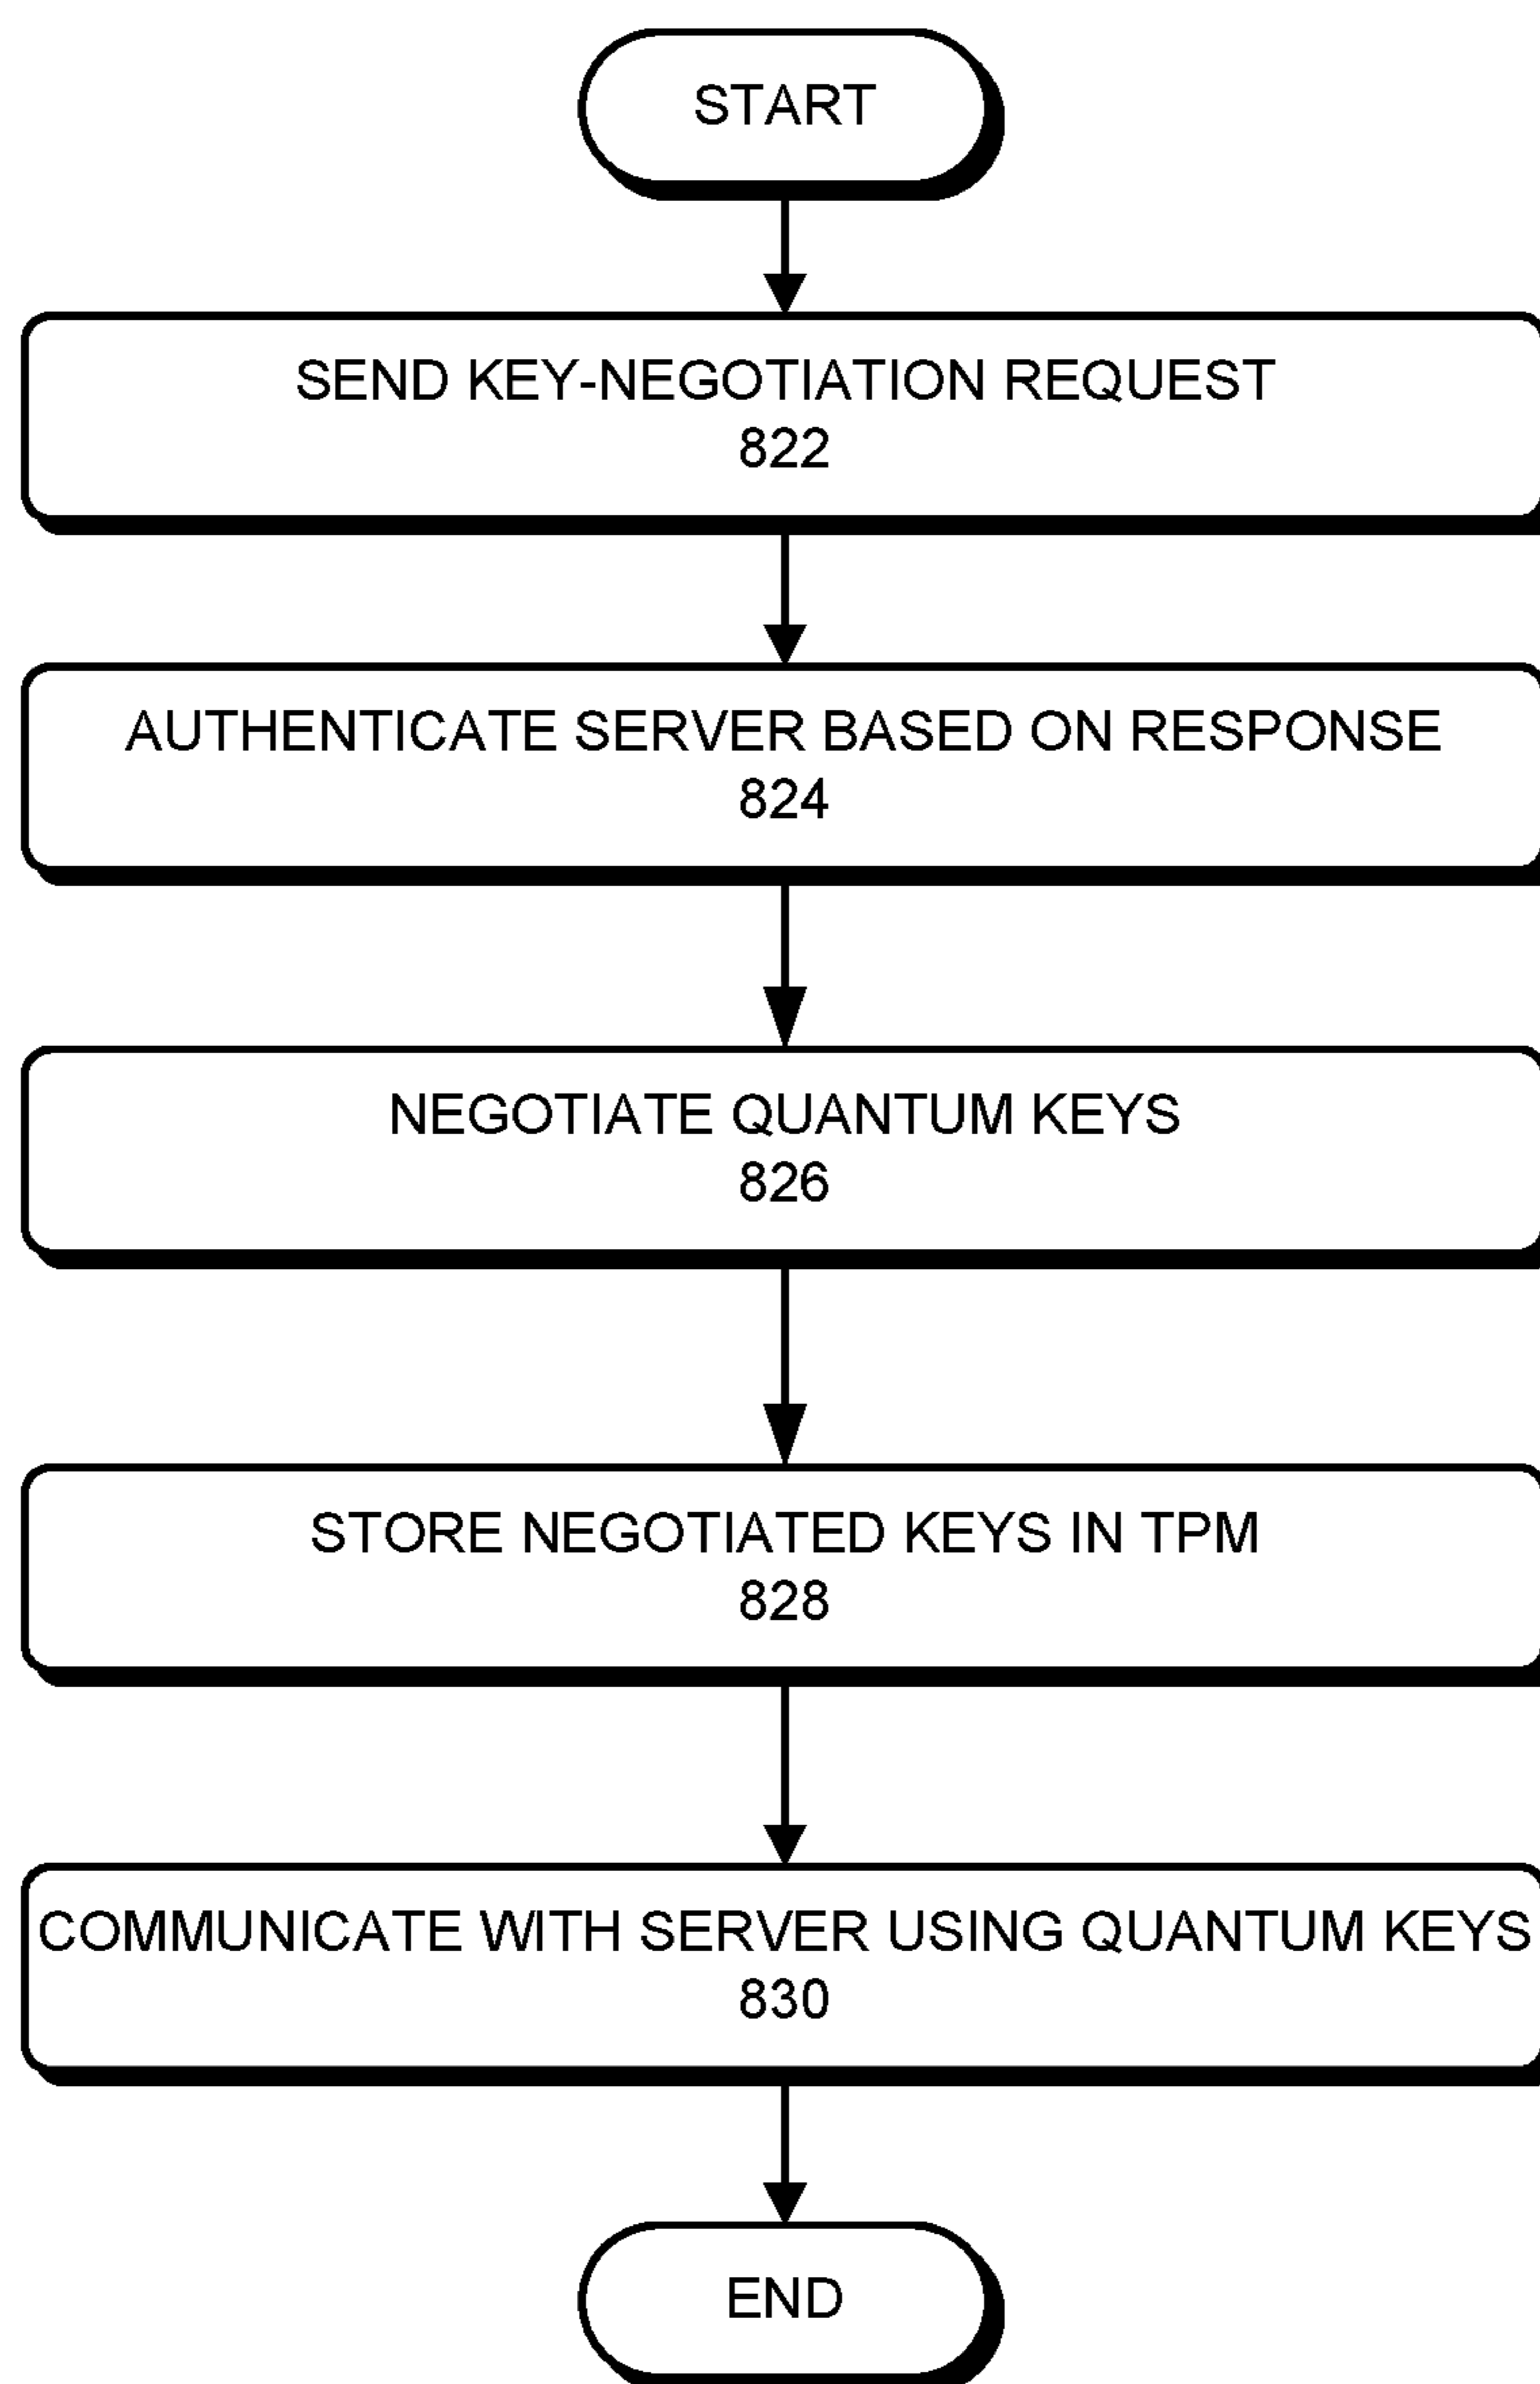 START
SEND KEY-NEGOTIATION REQUEST
822
AUTHENTICATE SERVER BASED ON RESPONSE
824
NEGOTIATE QUANTUM KEYS
826
STORE NEGOTIATED KEYS IN TPM
828
COMMUNICATE WITH SERVER USING QUANTUM KEYS
830
END